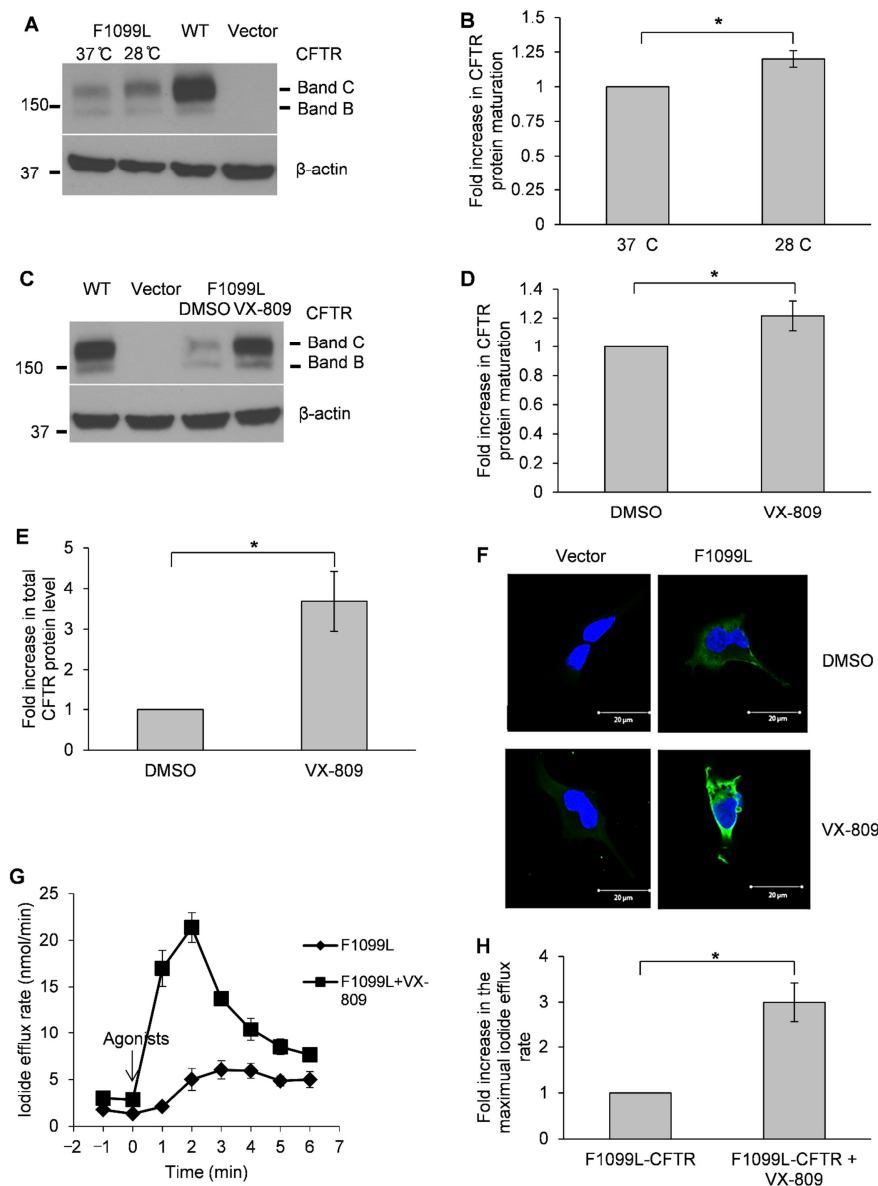 A
F1099L WT Vector
37℃ 28℃ CFTR
Band C
150
Band B
37
β-actin
B
*
Fold increase in CFTR
protein maturation
1.5
1.25
1
0.75
1.5
1.25
0
37 C 28 C
C
WT Vector F1099L
DMSO VX-809
CFTR
Band C
150
Band B
37
β-actin
D
*
Fold increase in CFTR
protein maturation
1.4
1.2
1
0.8
0.6
0.4
0.2
0
DMSO VX-809
E
*
Fold increase in total
CFTR protein level
5
4
3
2
1
0
DMSO VX-809
F
Vector F1099L
DMSO
20 μm 20 μm
VX-809
20 μm 20 μm
G
Iodide efflux rate (nmol/min)
25
20
15
10
5
0
Agonists
F1099L
F1099L+VX-
809
−2 −1 0 1 2 3 4 5 6 7
Time (min)
H
*
Fold increase in the
maximual iodide efflux
rate
4
3
2
1
0
F1099L-CFTR F1099L-CFTR +
VX-809